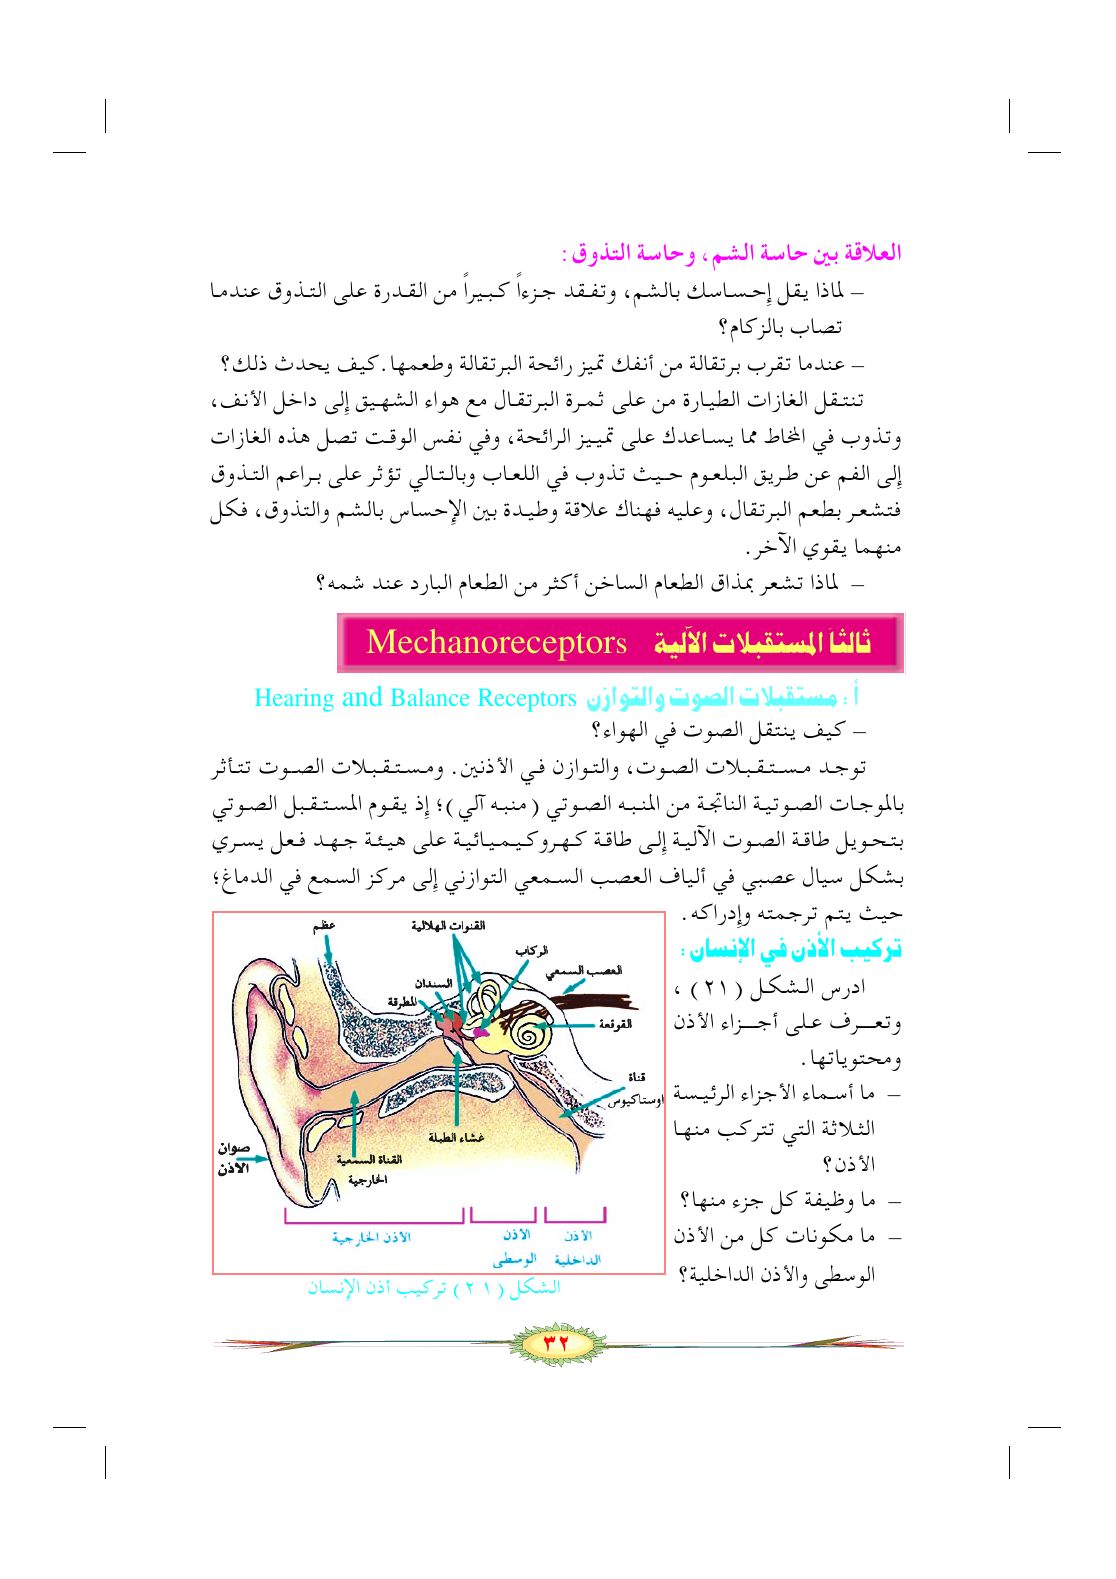 العلاقة بين حاسة الشم، وحاسة التذوق :
– لماذا يقل إحساسك بالشم، وتفقد جزءاً كبيراً من القدرة على التذوق عندما
تصاب بالزكام؟
– عندما تقرب برتقالة من أنفك تميز رائحة البرتقالة وطعمها. كيف يحدث ذلك؟
تنتقل الغازات الطيارة من على ثمرة البرتقال مع هواء الشهيق إلى داخل الأنف،
وتذوب في المخاط مما يساعدك على تمييز الرائحة، وفي نفس الوقت تصل هذه الغازات
إلى الفم عن طريق البلعوم حيث تذوب في اللعاب وبالتالي تؤثر على براعم التذوق
فتشعر بطعم البرتقال، وعليه فهناك علاقة وطيدة بين الإحساس بالشم والتذوق، فكل
منهما يقوي الآخر.
– لماذا تشعر بمذاق الطعام الساخن أكثر من الطعام البارد عند شمه؟
ثالثاً المستقبلات الآلية Mechanoreceptors
أ : مستقبلات الصوت والتوازن Hearing and Balance Receptors
– كيف ينتقل الصوت في الهواء؟
توجد مستقبلات الصوت، والتوازن في الأذنين. ومستقبلات الصوت تتأثر
بالموجات الصوتية الناتجة من المنبه الصوتي ( منبه آلي )؛ إذ يقوم المستقبل الصوتي
بتحويل طاقة الصوت الآلية إلى طاقة كهروكيميائية على هيئة جهد فعل يسري
بشكل سيال عصبي في ألياف العصب السمعي التوازني إلى مركز السمع في الدماغ؛
حيث يتم ترجمته وإدراكه .
تركيب الأذن في الإنسان :
ادرس الشكل ( ٢١ ) ،
وتعرف على أجزاء الأذن
ومحتوياتها.
– ما أسماء الأجزاء الرئيسة
الثلاثة التي تتركب منها
الأذن؟
– ما وظيفة كل جزء منها؟
– ما مكونات كل من الأذن
الوسطى والأذن الداخلية؟
عظم
القنوات الهلالية
الركاب
العصب السمعي
السندان
المطرقة
القوقعة
قناة
اوستاكيوس
غشاء الطبلة
صوان
الاذن
القناة السمعية
الخارجية
الأذن الخارجية
الأذن
الوسطى
الأذن
الداخلية
الشكل ( ٢١ ) تركيب أذن الإنسان
٣٢